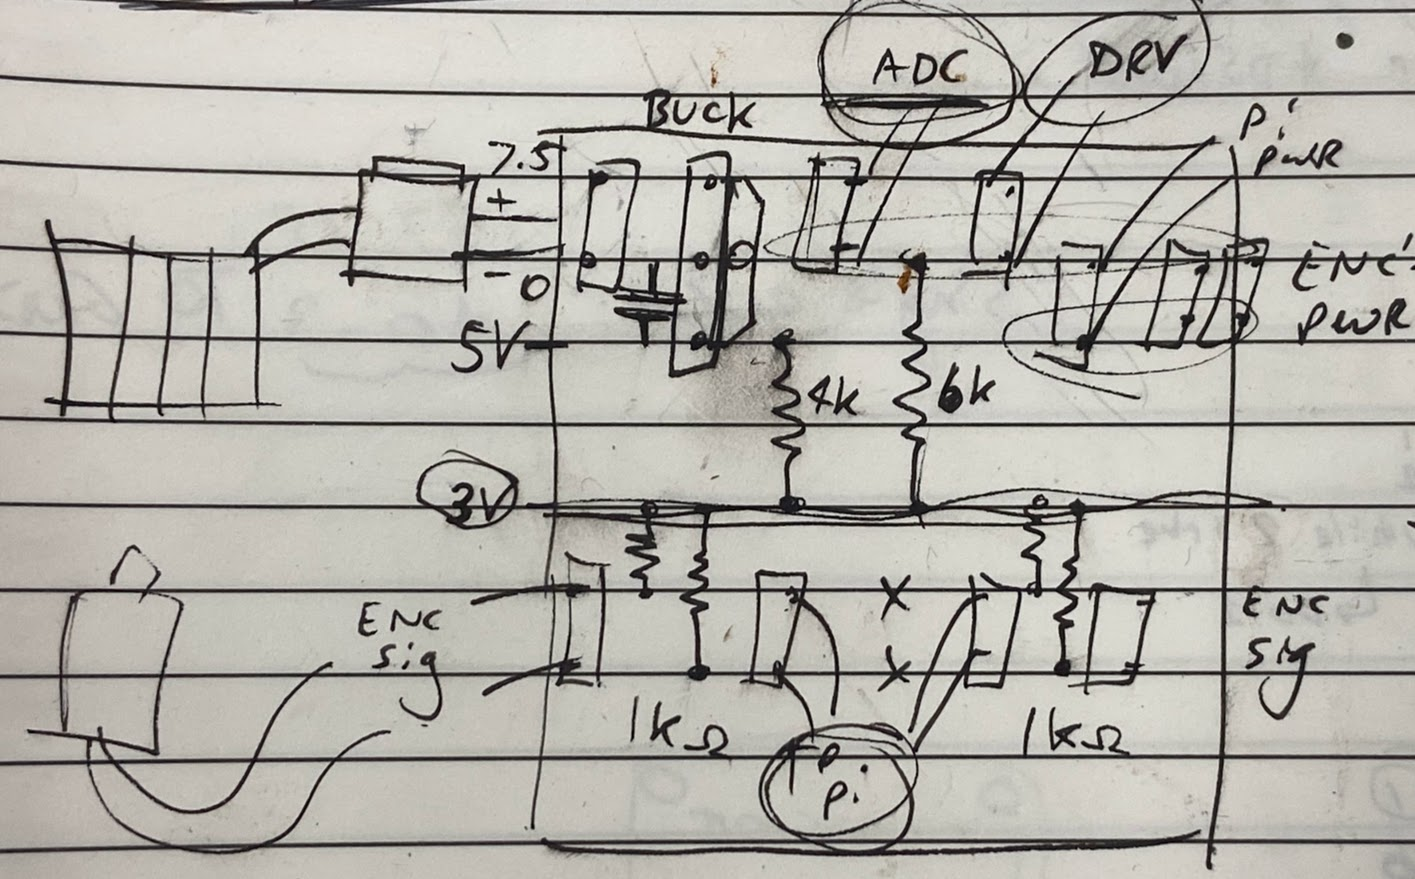 ADC
DRV
BUCK
Pi
PWR
7.5
+
-
0
ENC
PWR
5V
4k
6k
3V
ENC
sig
X
X
ENC
sig
1kΩ
1kΩ
TO
Pi